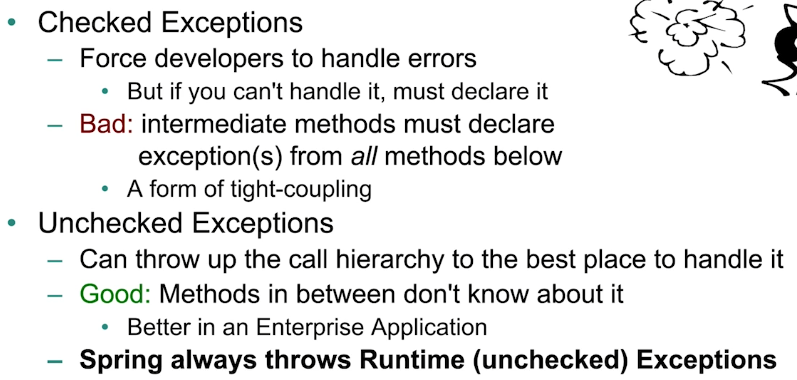 • Checked Exceptions
– Force developers to handle errors
• But if you can't handle it, must declare it
– Bad: intermediate methods must declare
exception(s) from all methods below
• A form of tight-coupling
• Unchecked Exceptions
– Can throw up the call hierarchy to the best place to handle it
– Good: Methods in between don't know about it
• Better in an Enterprise Application
– Spring always throws Runtime (unchecked) Exceptions